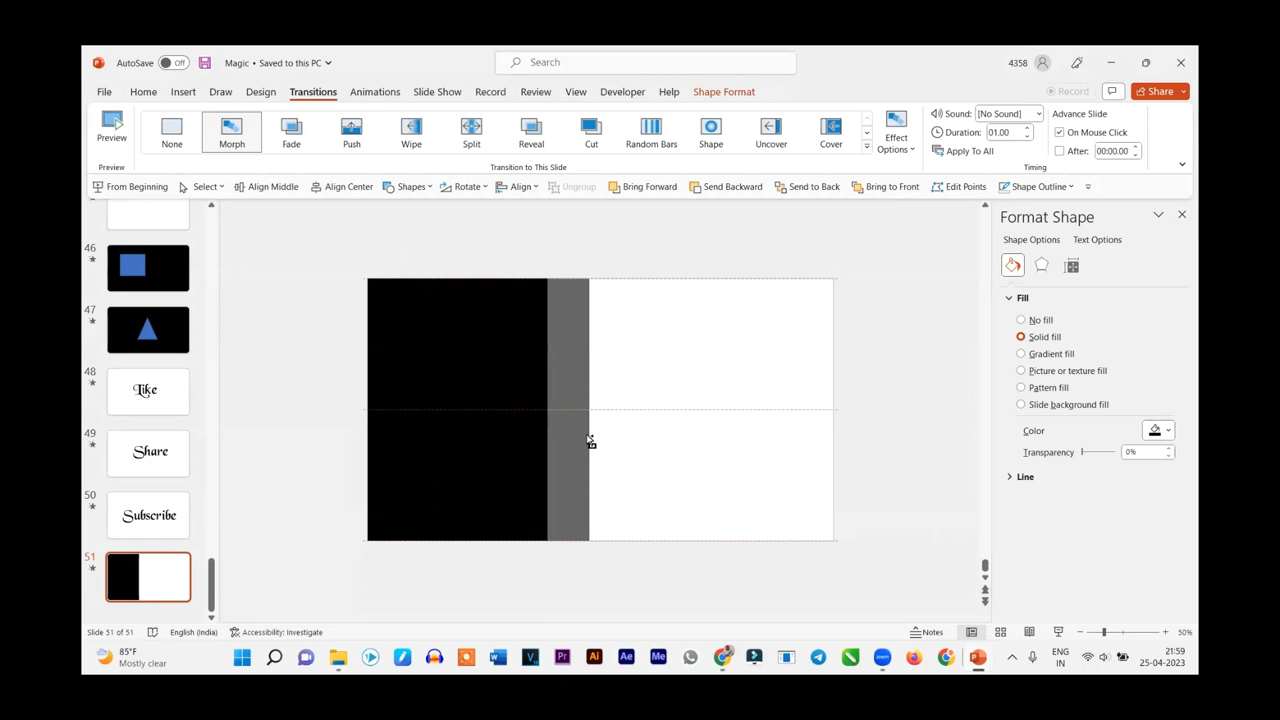 AutoSave Off Magic • Saved to this PC Search 4358
File Home Insert Draw Design Transitions Animations Slide Show Record Review View Developer Help Shape Format Record Share
Preview None Morph Fade Push Wipe Split Reveal Cut Random Bars Shape Uncover Cover Effect Options
Sound: [No Sound] Advance Slide
Duration: 01.00 On Mouse Click
Apply To All After: 00:00.00
Preview Transition to This Slide Timing
From Beginning Select Align Middle Align Center Shapes Rotate Align Ungroup Bring Forward Send Backward Send to Back Bring to Front Edit Points Shape Outline
46
47
48
Like
49
Share
50
Subscribe
51
Format Shape
Shape Options Text Options
Fill
No fill
Solid fill
Gradient fill
Picture or texture fill
Pattern fill
Slide background fill
Color
Transparency 0%
Line
Slide 51 of 51 English (India) Accessibility: Investigate Notes 50%
85°F
Mostly clear
ENG
IN
21:59
25-04-2023